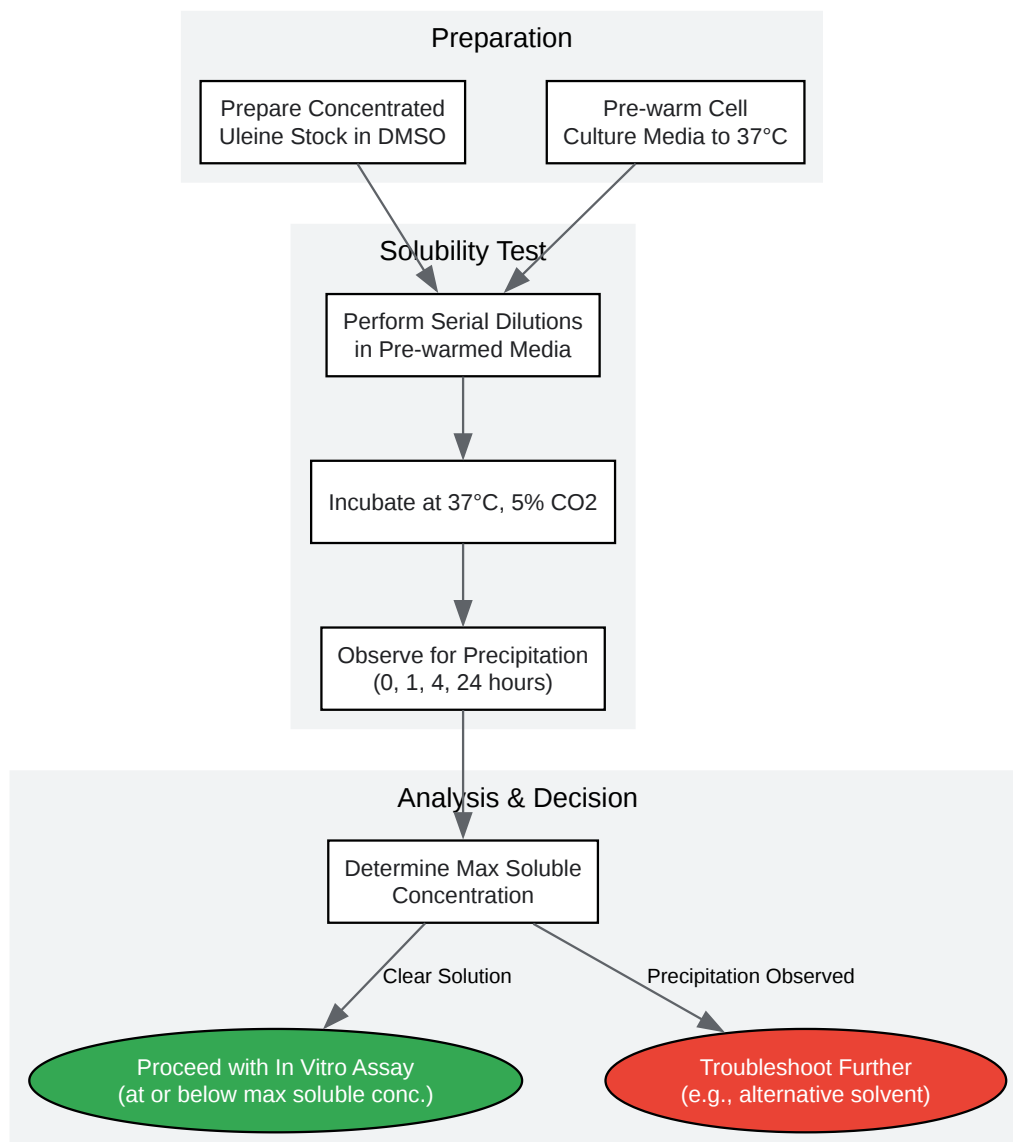 Preparation
Prepare Concentrated
Uleine Stock in DMSO
Pre-warm Cell
Culture Media to 37°C
Solubility Test
Perform Serial Dilutions
in Pre-warmed Media
Incubate at 37°C, 5% CO2
Observe for Precipitation
(0, 1, 4, 24 hours)
Analysis & Decision
Determine Max Soluble
Concentration
Clear Solution
Precipitation Observed
Proceed with In Vitro Assay
(at or below max soluble conc.)
Troubleshoot Further
(e.g., alternative solvent)